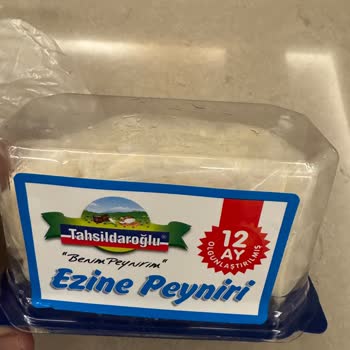 Tahsildaroğlu
"Benim Peynirim"
Ezine Peyniri
12
AY
OLGUNLAŞTIRILMIŞ